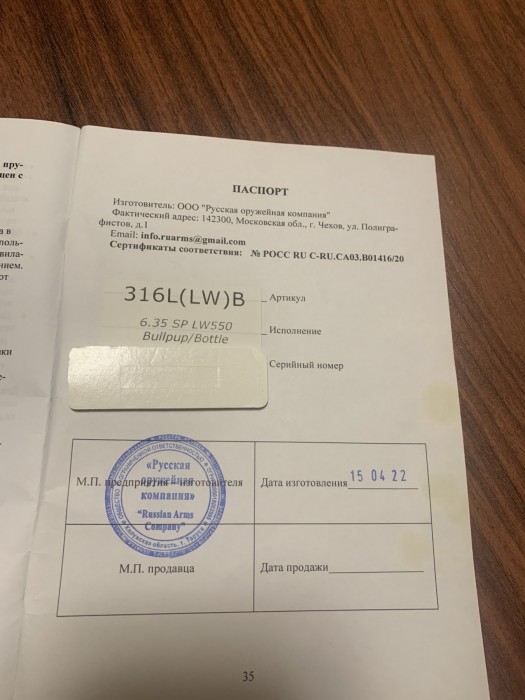 ПАСПОРТ
Изготовитель: ООО "Русская оружейная компания"
Фактический адрес: 142300, Московская обл., г. Чехов, ул. Полигра-
фистов, д.1
Email: info.ruarms@gmail.com
Сертификаты соответствия: № РОСС RU C-RU.CA03.B01416/20
316L(LW)B
Артикул
6.35 SP LW550
Bullpup/Bottle
Исполнение
Серийный номер
М.П. предприятия изготовителя
«Русская
оружейная
компания»
"Russian Arms
Company"
Дата изготовления 15 04 22
М.П. продавца
Дата продажи
35